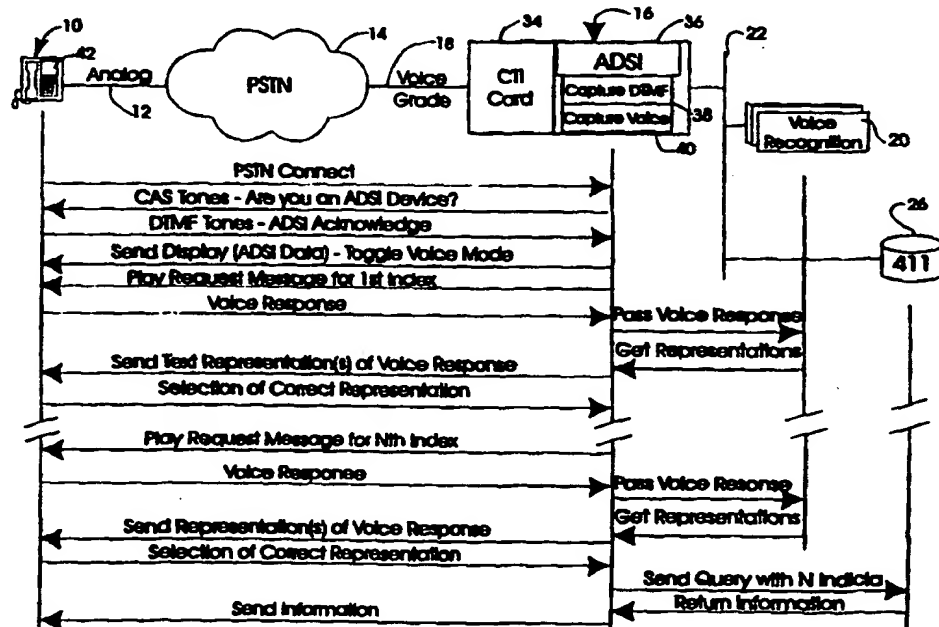 10
42
Analog
12
14
PSTN
18
Voice
Grade
34
CTI
Card
16
36
ADSI
Capture DTMF
38
Capture Voice
40
22
Voice
Recognition
20
26
411
PSTN Connect
CAS Tones - Are you an ADSI Device?
DTMF Tones - ADSI Acknowledge
Send Display (ADSI Data) - Toggle Voice Mode
Play Request Message for 1st Index
Voice Response
Pass Voice Response
Get Representations
Send Text Representation(s) of Voice Response
Selection of Correct Representation
Play Request Message for Nth Index
Voice Response
Pass Voice Resonse
Get Representations
Send Representation(s) of Voice Response
Selection of Correct Representation
Send Query with N Indicia
Return Information
Send Information